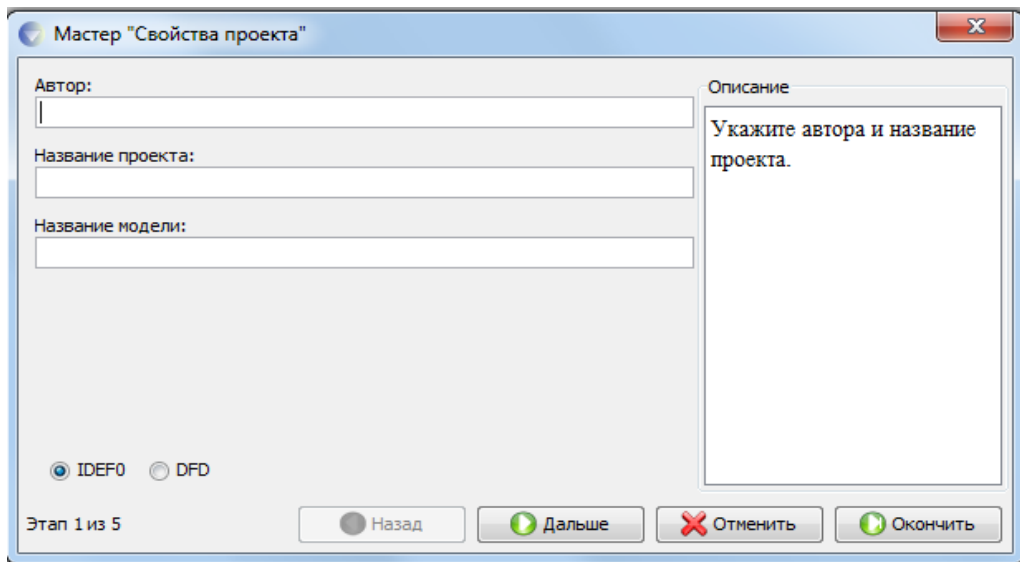 Мастер "Свойства проекта"
Автор:
Название проекта:
Название модели:
Описание
Укажите автора и название
проекта.
IDEF0 DFD
Этап 1 из 5 Назад Дальше Отменить Окончить